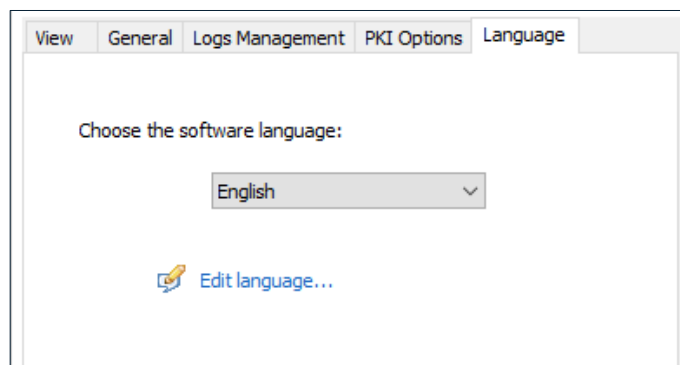 View General Logs Management PKI Options Language
Choose the software language:
English
Edit language...